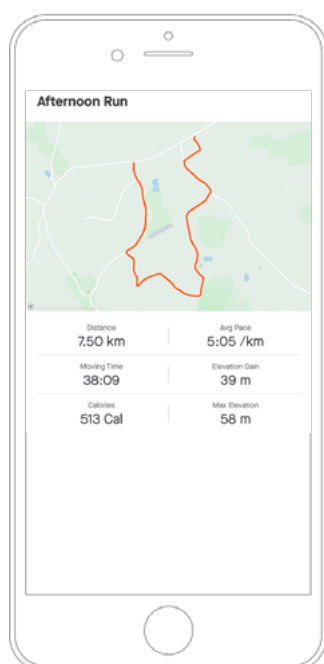 Afternoon Run
Distance
7.50 km
Avg Pace
5:05 /km
Moving Time
38:09
Elevation Gain
39 m
Calories
513 Cal
Max Elevation
58 m